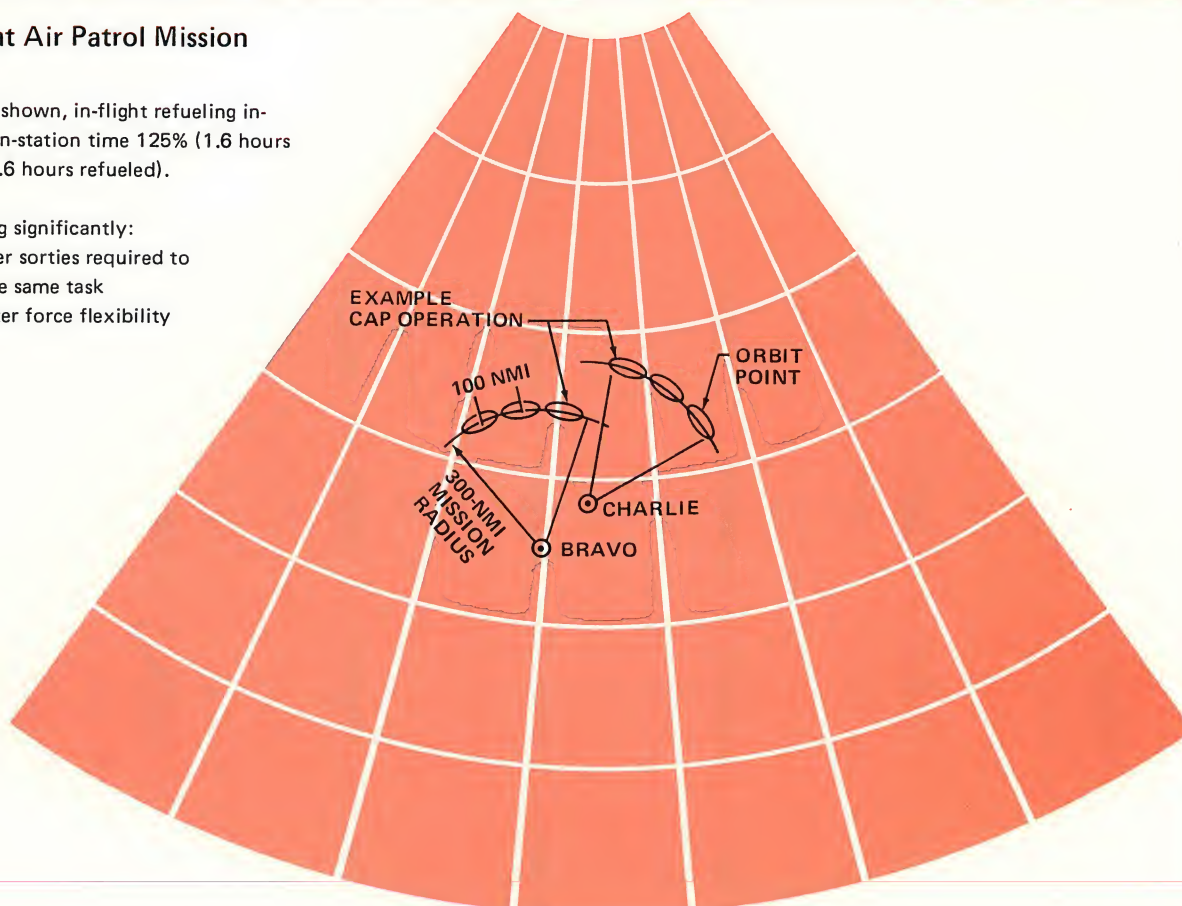 at Air Patrol Mission
shown, in-flight refueling in-
n-station time 125% (1.6 hours
.6 hours refueled).
g significantly:
er sorties required to
e same task
ter force flexibility
EXAMPLE
CAP OPERATION
ORBIT
POINT
100 NMI
300-NMI
MISSION
RADIUS
CHARLIE
BRAVO